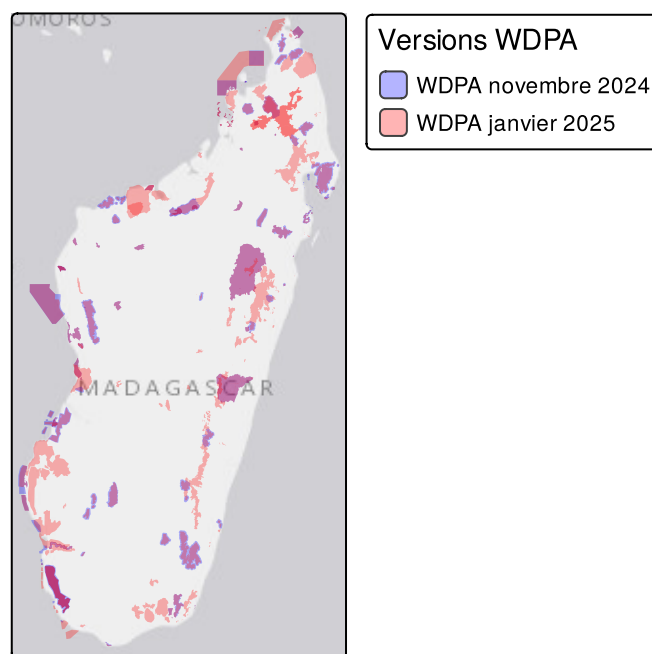 OMOROS
Versions WDPA
WDPA novembre 2024
WDPA janvier 2025
MADAGASCAR